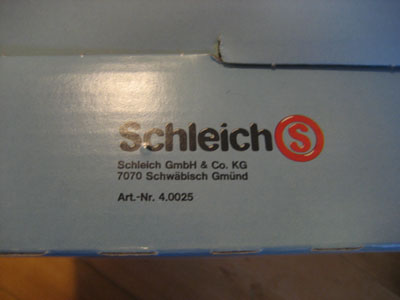 Schleich S
Schleich GmbH & Co. KG
7070 Schwäbisch Gmünd
Art.-Nr. 4.0025